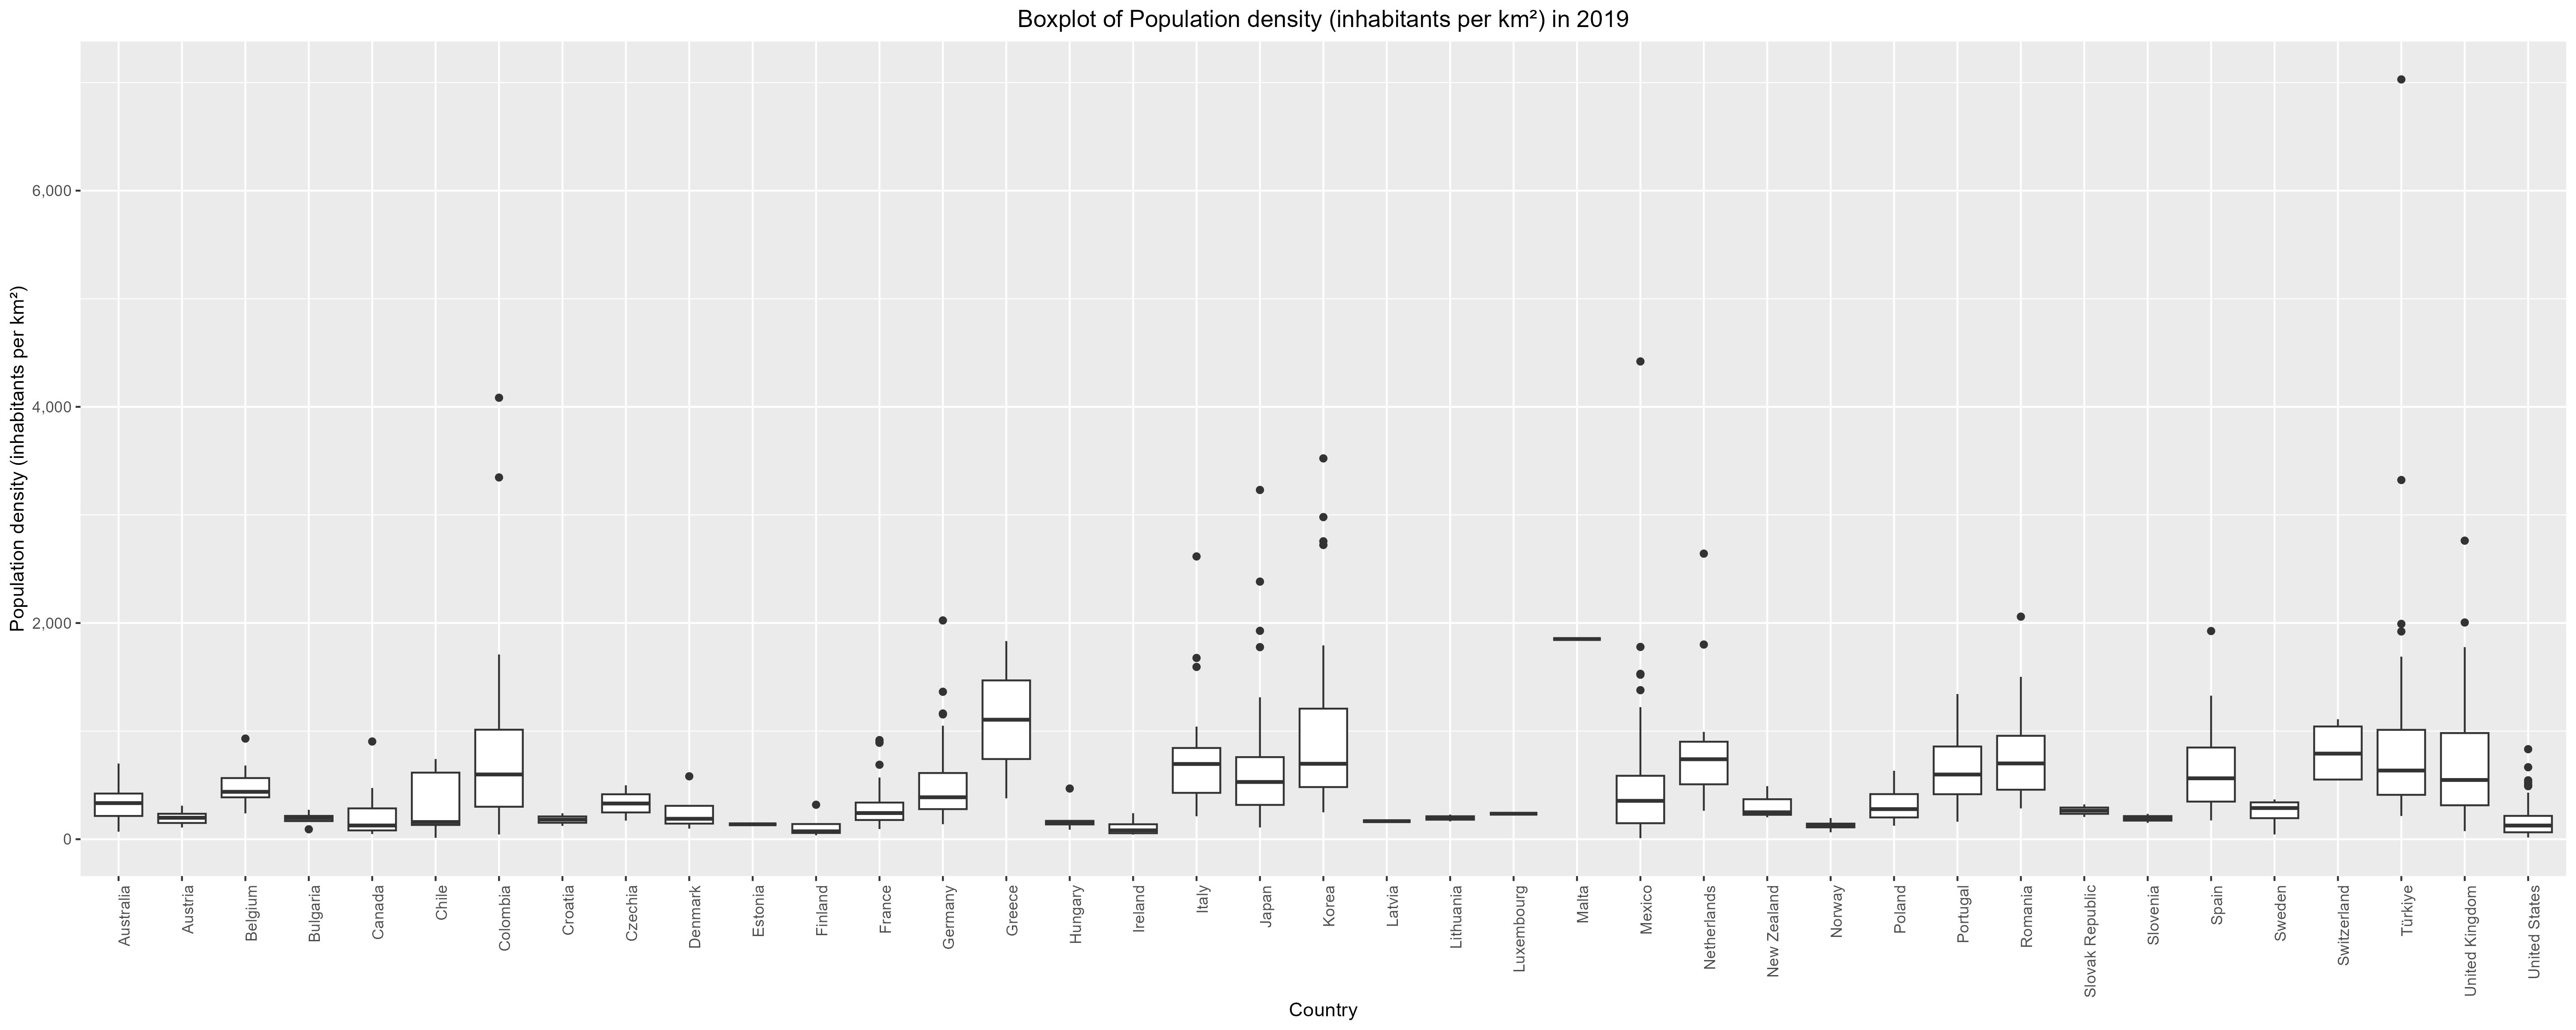 Boxplot of Population density (inhabitants per km²) in 2019
Population density (inhabitants per km²)
6,000
4,000
2,000
0
Australia
Austria
Belgium
Bulgaria
Canada
Chile
Colombia
Croatia
Czechia
Denmark
Estonia
Finland
France
Germany
Greece
Hungary
Ireland
Italy
Japan
Korea
Latvia
Lithuania
Luxembourg
Malta
Mexico
Netherlands
New Zealand
Norway
Poland
Portugal
Romania
Slovak Republic
Slovenia
Spain
Sweden
Switzerland
Türkiye
United Kingdom
United States
Country